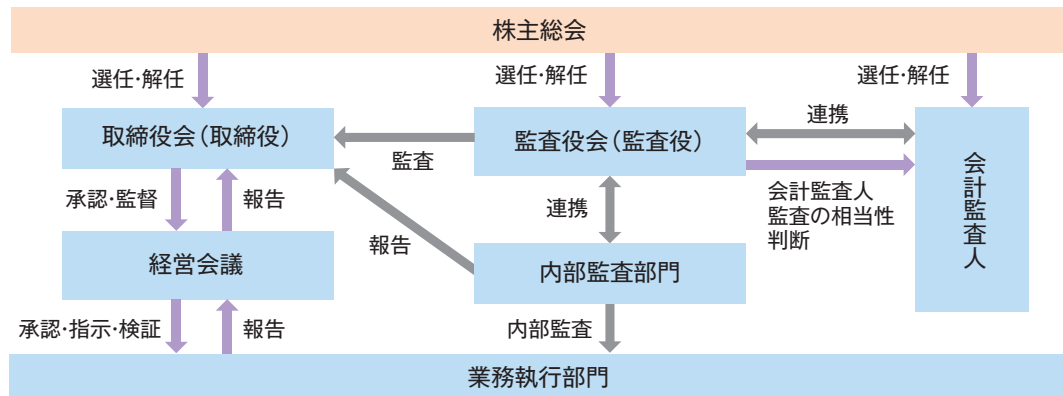 株主総会
選任・解任
選任・解任
選任・解任
取締役会（取締役）
監査
監査役会（監査役）
連携
会計監査人
監査の相当性
判断
会計監査人
承認・監督
報告
報告
連携
経営会議
内部監査部門
承認・指示・検証
報告
内部監査
業務執行部門